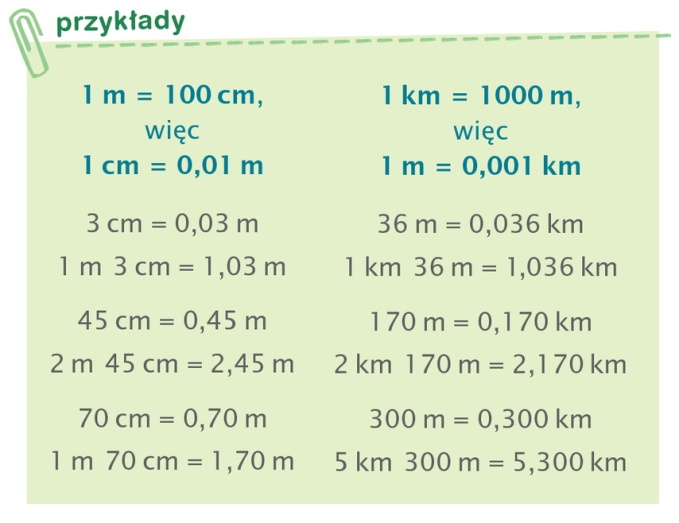 przykłady
1 m = 100 cm,
więc
1 cm = 0,01 m
3 cm = 0,03 m
1 m 3 cm = 1,03 m
45 cm = 0,45 m
2 m 45 cm = 2,45 m
70 cm = 0,70 m
1 m 70 cm = 1,70 m
1 km = 1000 m,
więc
1 m = 0,001 km
36 m = 0,036 km
1 km 36 m = 1,036 km
170 m = 0,170 km
2 km 170 m = 2,170 km
300 m = 0,300 km
5 km 300 m = 5,300 km